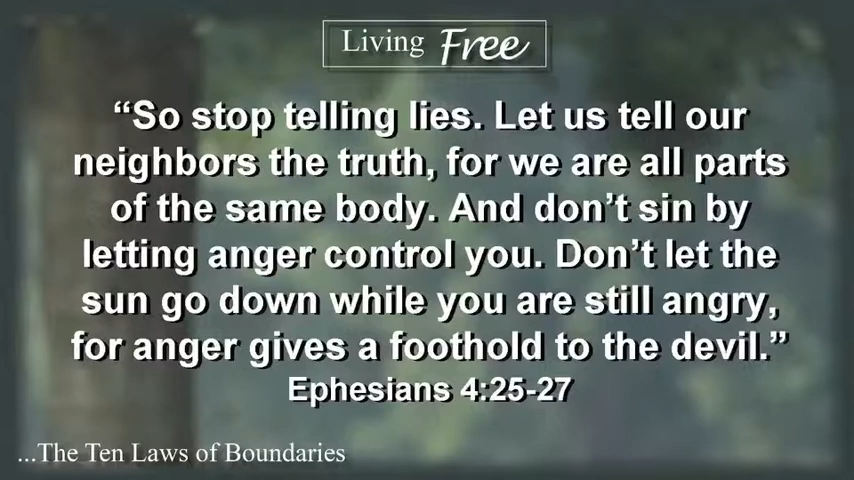 Living Free
“So stop telling lies. Let us tell our
neighbors the truth, for we are all parts
of the same body. And don’t sin by
letting anger control you. Don’t let the
sun go down while you are still angry,
for anger gives a foothold to the devil.”
Ephesians 4:25-27
...The Ten Laws of Boundaries